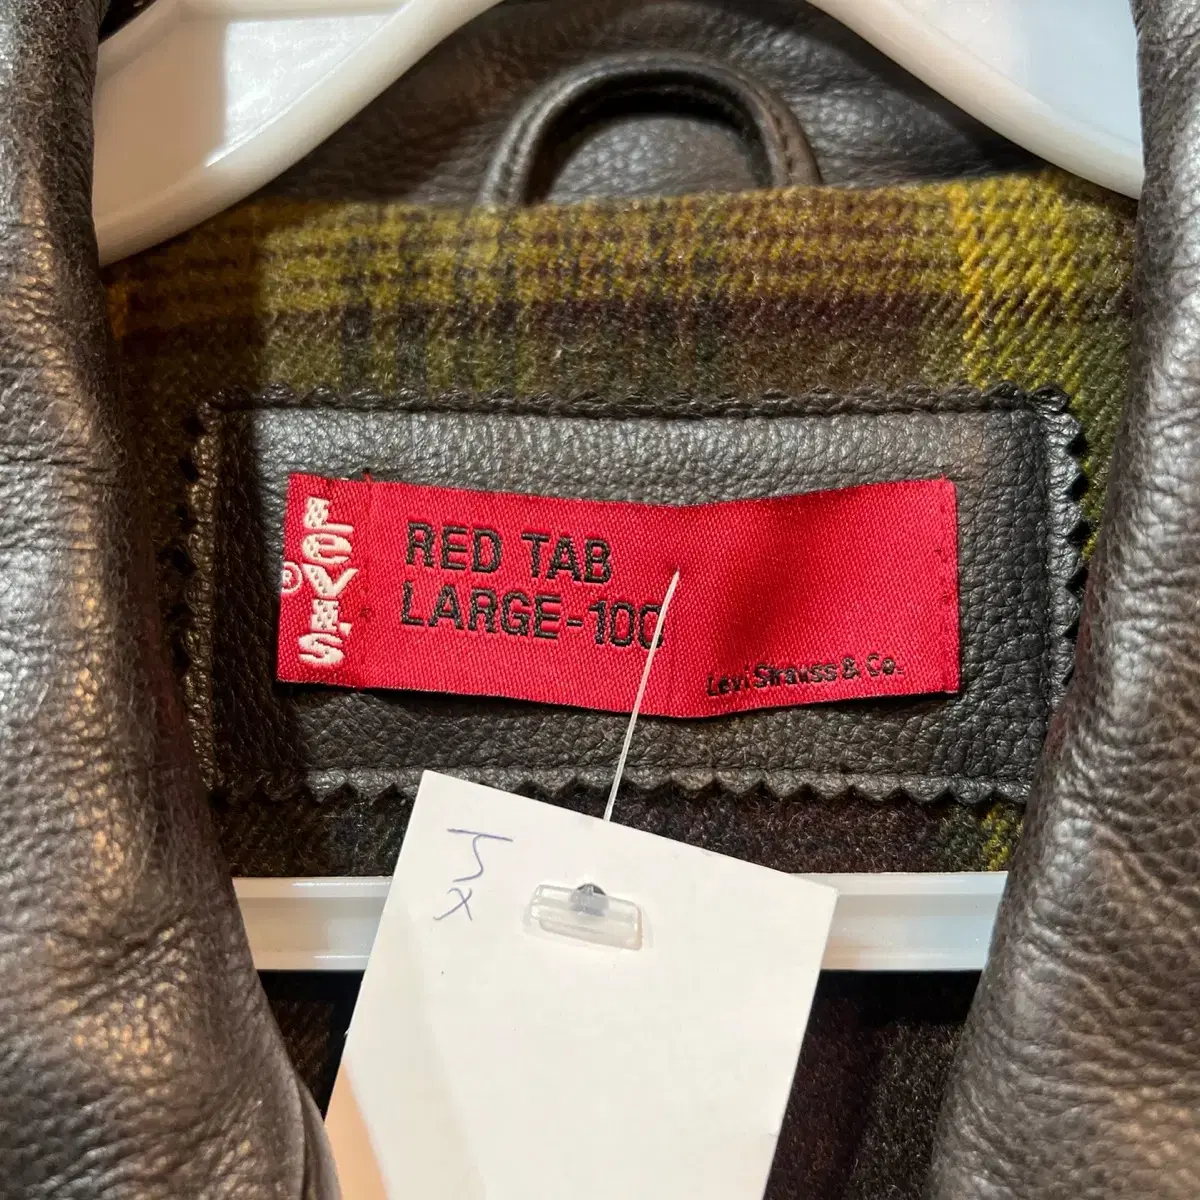 LEVI'S
®
RED TAB
LARGE-100
Levi Strauss & Co.